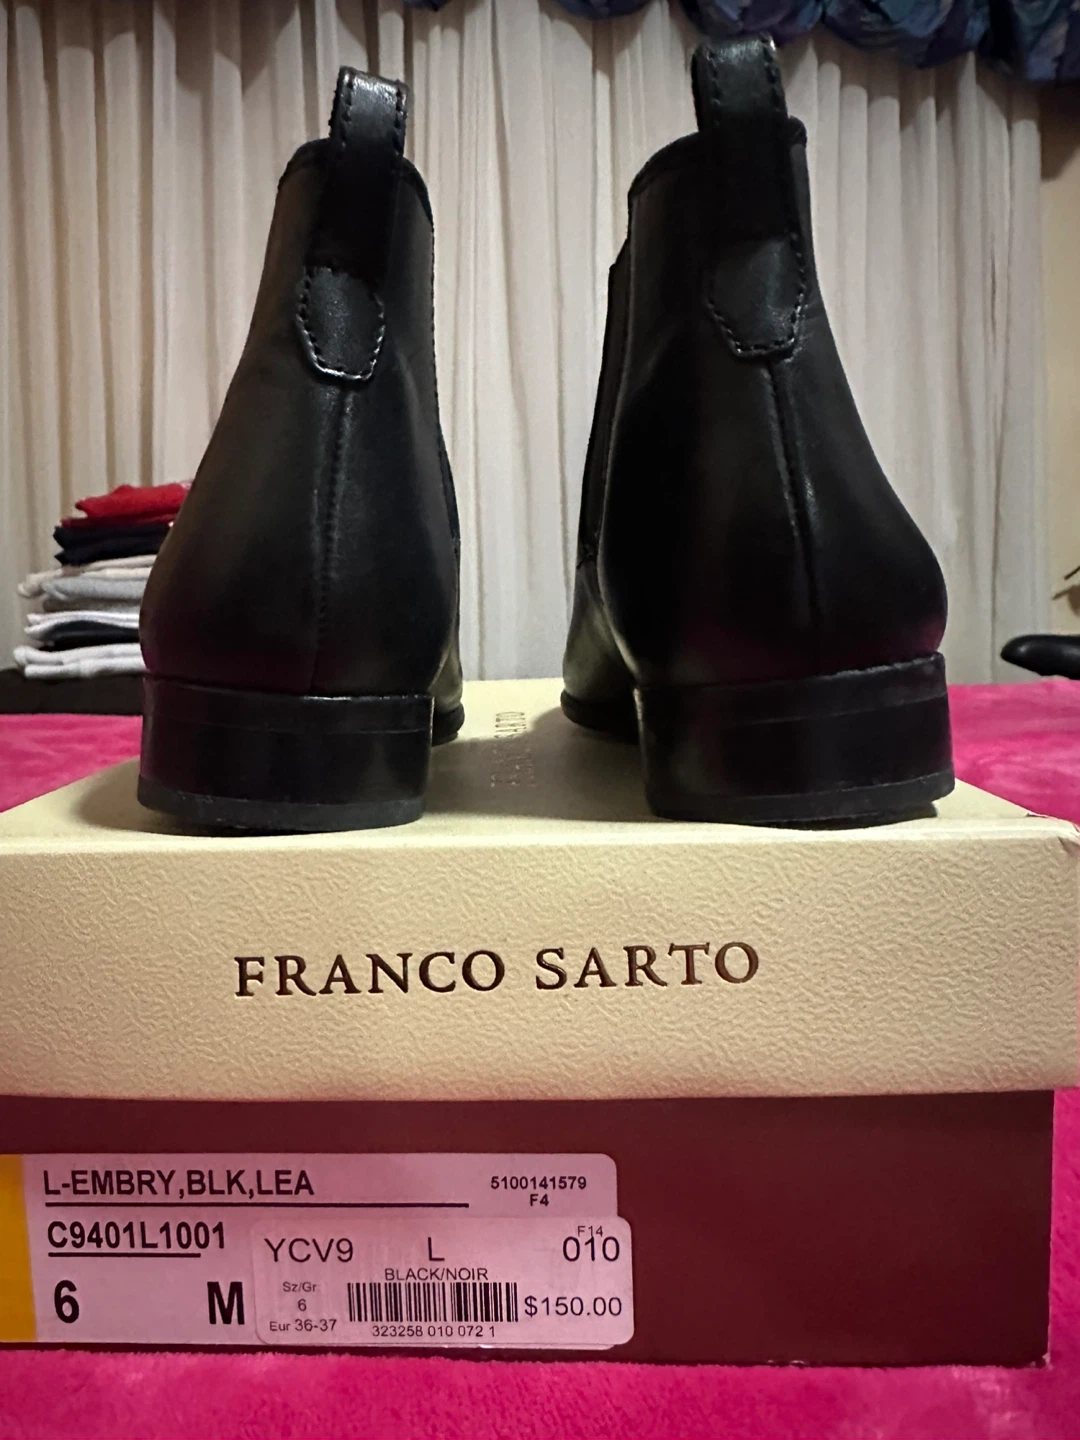 FRANCO SARTO
L-EMBRY,BLK,LEA
5100141579
F4
C9401L1001
6 M
F14
YCV9 L 010
BLACK/NOIR
Sz/Gr
6
$150.00
Eur 36-37
323258 010 072 1